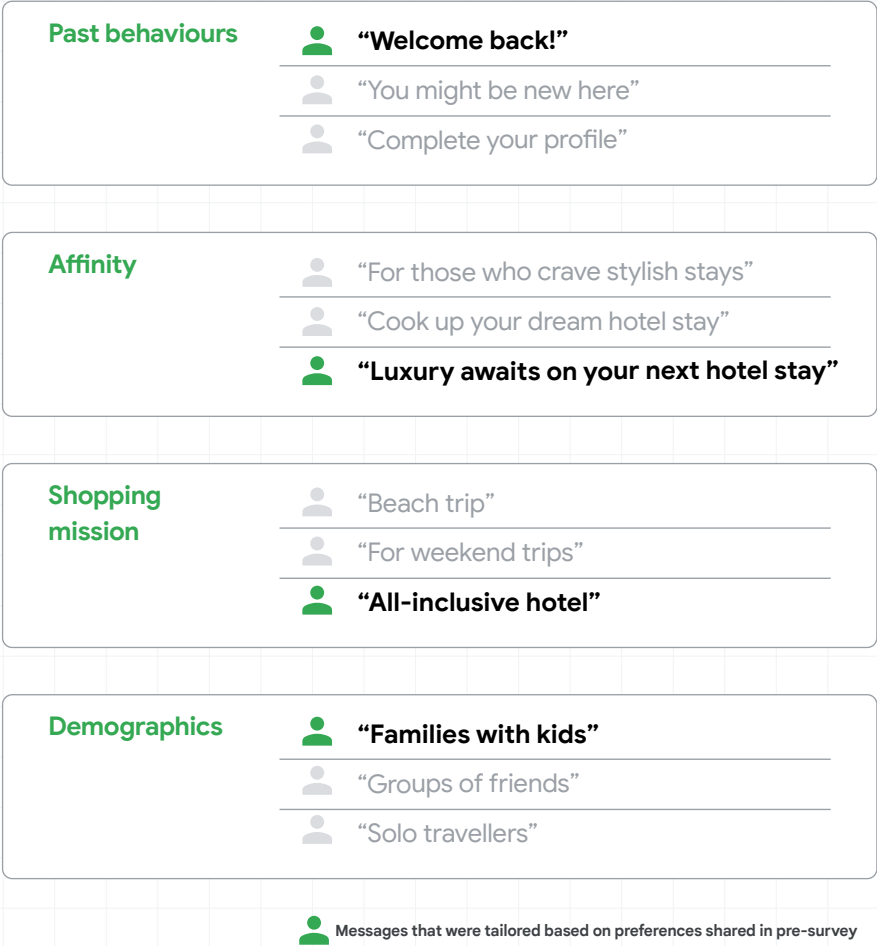 Past behaviours
“Welcome back!”
“You might be new here”
“Complete your profile”
Affinity
“For those who crave stylish stays”
“Cook up your dream hotel stay”
“Luxury awaits on your next hotel stay”
Shopping
mission
“Beach trip”
“For weekend trips”
“All-inclusive hotel”
Demographics
“Families with kids”
“Groups of friends”
“Solo travellers”
Messages that were tailored based on preferences shared in pre-survey